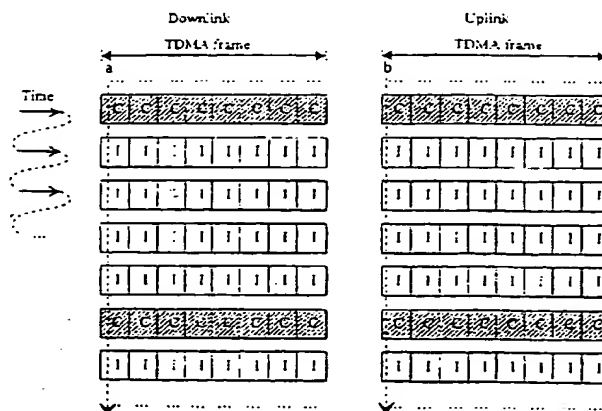 Downlink Uplink
TDMA frame TDMA frame
a b
... ... ... ... ... ...
Time
C C C C C C C C C C C C C C C C
I I I I I I I I I I I I I I I
I I I I I I I I I I I I I I I
...
I I I I I I I I I I I I I I I
I I I I I I I I I I I I I I
C C C C C C C C C C C C C C
I I I I I I I I I I I I I I I I
... ... ... ... ... ...